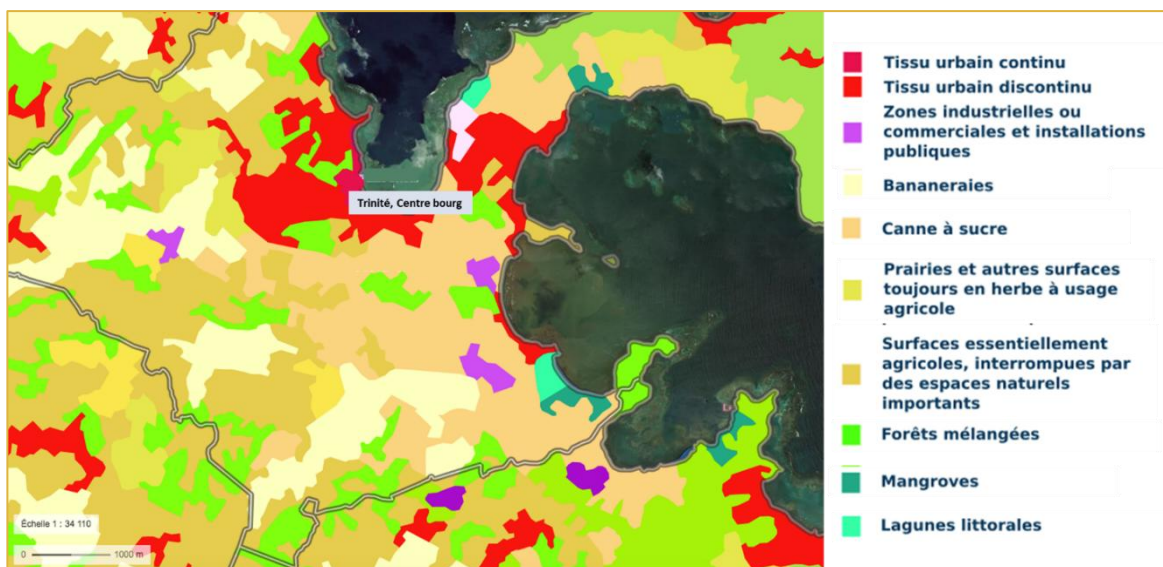 Trinité, Centre bourg
Échelle 1 : 34 110
0
1000 m
Tissu urbain continu
Tissu urbain discontinu
Zones industrielles ou
commerciales et installations
publiques
Bananeraies
Canne à sucre
Prairies et autres surfaces
toujours en herbe à usage
agricole
Surfaces essentiellement
agricoles, interrompues par
des espaces naturels
importants
Forêts mélangées
Mangroves
Lagunes littorales